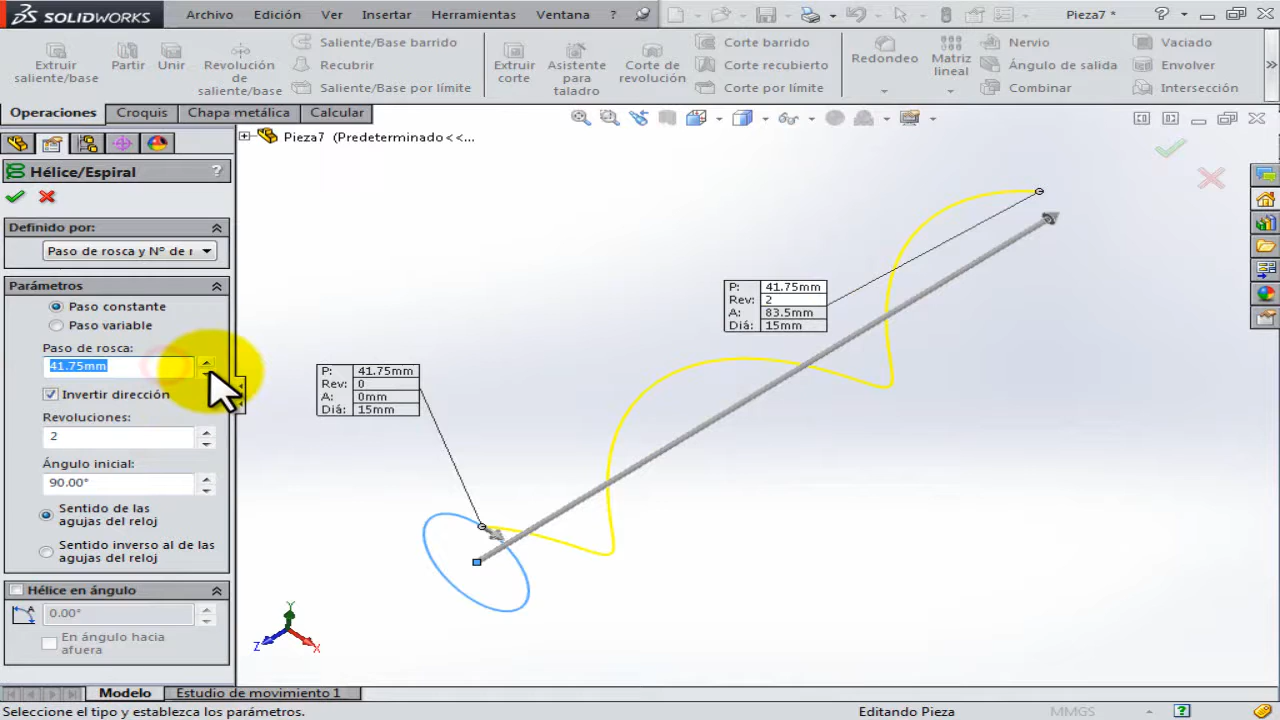 SOLIDWORKS
Archivo Edición Ver Insertar Herramientas Ventana ? Pieza7 *
Extruir saliente/base
Partir
Unir
Revolución de saliente/base
Saliente/Base barrido
Recubrir
Saliente/Base por límite
Extruir corte
Asistente para taladro
Corte de revolución
Corte barrido
Corte recubierto
Corte por límite
Redondeo
Matriz lineal
Nervio
Ángulo de salida
Combinar
Vaciado
Envolver
Intersección
Operaciones Croquis Chapa metálica Calcular
Pieza7 (Predeterminado<<...
Hélice/Espiral ?
Definido por:
Paso de rosca y Nº de r
Parámetros
Paso constante
Paso variable
Paso de rosca:
41.75mm
Invertir dirección
Revoluciones:
2
Ángulo inicial:
90.00°
Sentido de las
agujas del reloj
Sentido inverso al de las
agujas del reloj
Hélice en ángulo
0.00°
En ángulo hacia
afuera
P: 41.75mm
Rev: 0
A: 0mm
Diá: 15mm
P: 41.75mm
Rev: 2
A: 83.5mm
Diá: 15mm
Y
Z
X
Modelo Estudio de movimiento 1
Seleccione el tipo y establezca los parámetros. Editando Pieza MMGS